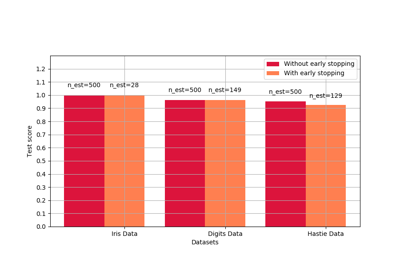 Without early stopping
With early stopping
n_est=500
n_est=28
n_est=500
n_est=149
n_est=500
n_est=129
1.2
1.1
1.0
0.9
0.8
0.7
0.6
0.5
0.4
0.3
0.2
0.1
0.0
Test score
Iris Data
Digits Data
Hastie Data
Datasets